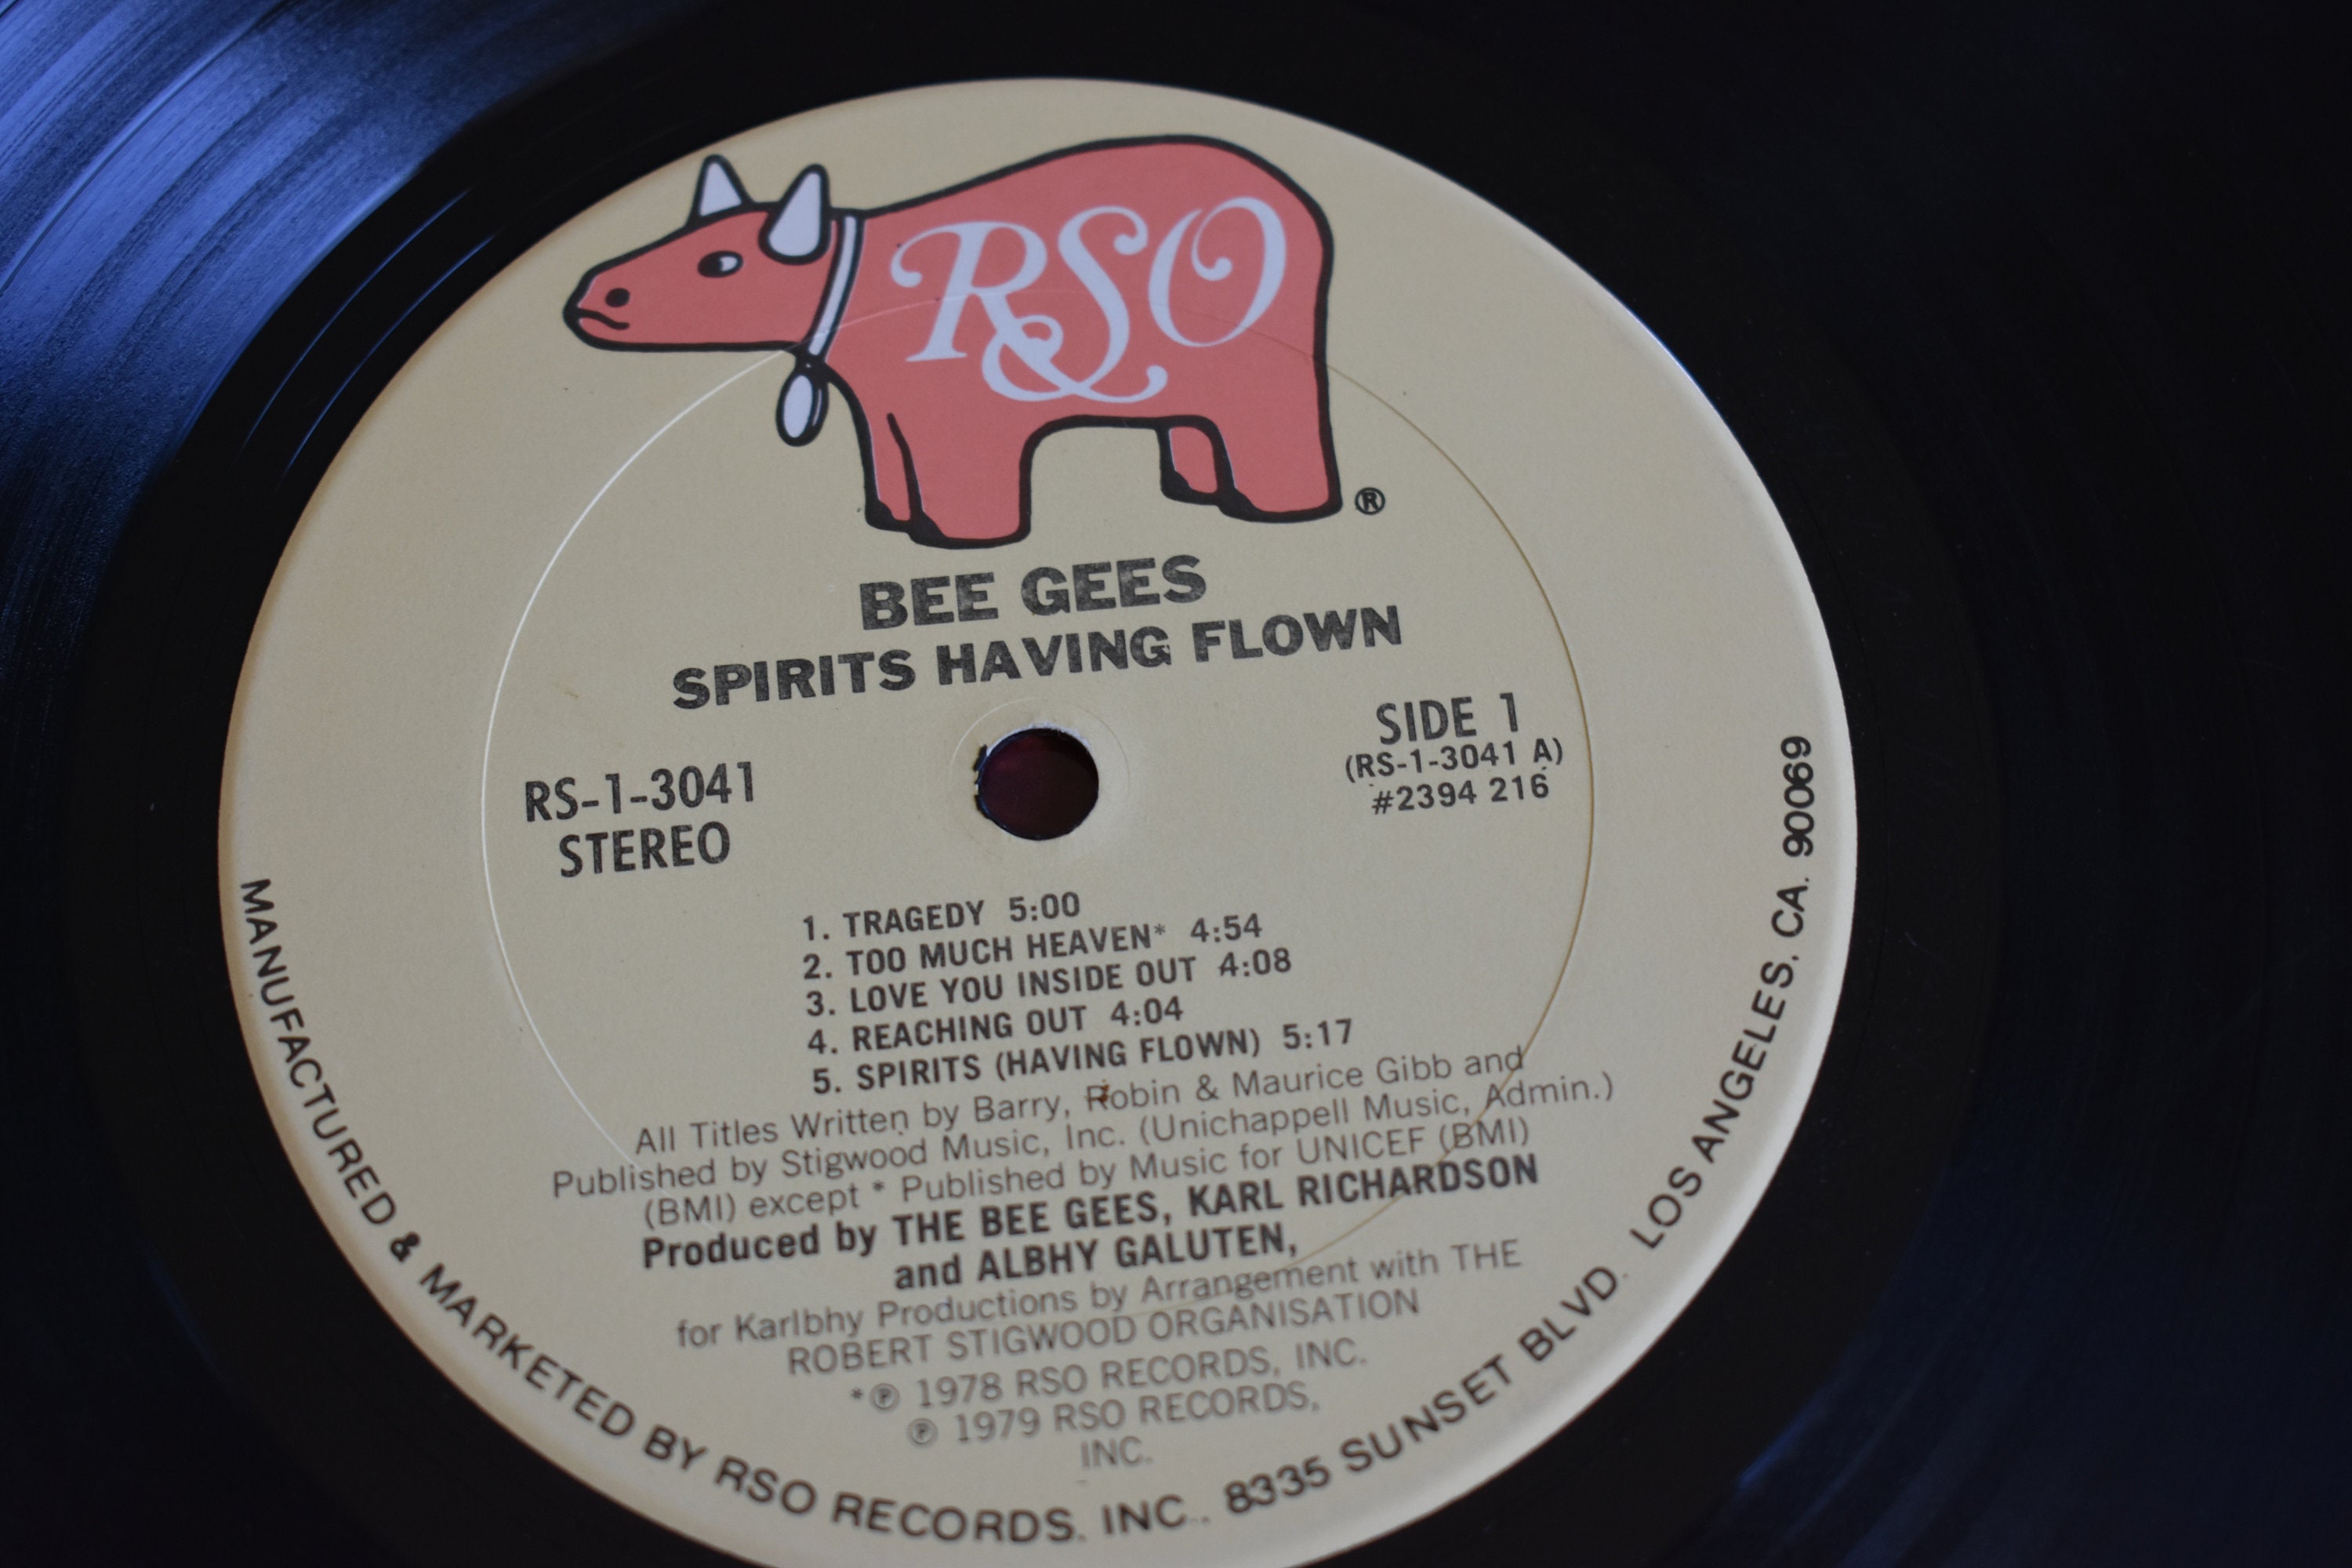 RSO
®
BEE GEES
SPIRITS HAVING FLOWN
RS-1-3041
STEREO
SIDE 1
(RS-1-3041 A)
#2394 216
1. TRAGEDY 5:00
2. TOO MUCH HEAVEN* 4:54
3. LOVE YOU INSIDE OUT 4:08
4. REACHING OUT 4:04
5. SPIRITS (HAVING FLOWN) 5:17
All Titles Written by Barry, Robin & Maurice Gibb and
Published by Stigwood Music, Inc. (Unichappell Music, Admin.)
(BMI) except * Published by Music for UNICEF (BMI)
Produced by THE BEE GEES, KARL RICHARDSON
and ALBHY GALUTEN,
for Karlbhy Productions by Arrangement with THE
ROBERT STIGWOOD ORGANISATION
*℗ 1978 RSO RECORDS, INC.
℗ 1979 RSO RECORDS,
INC.
MANUFACTURED & MARKETED BY RSO RECORDS, INC., 8335 SUNSET BLVD. LOS ANGELES, CA. 90069